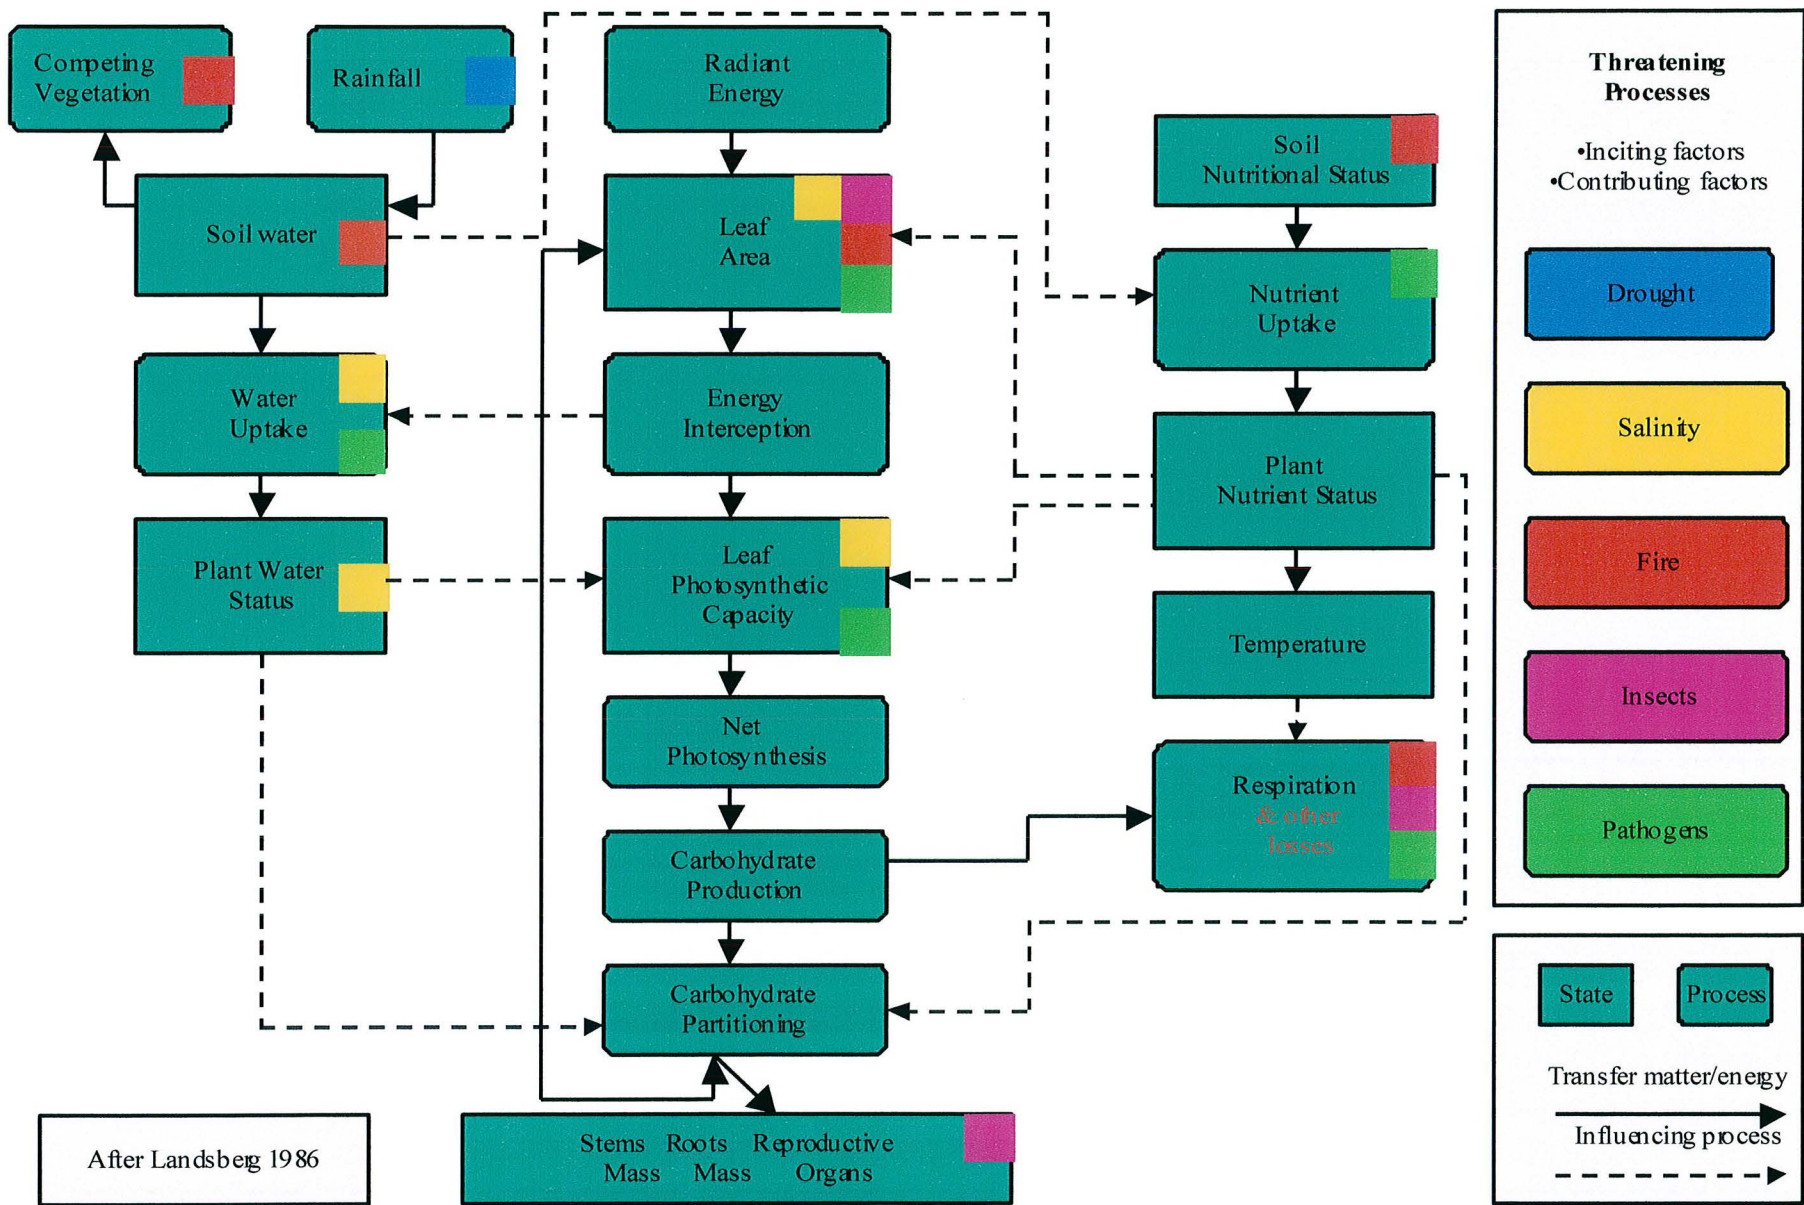 Competing
Vegetation
Rainfall
Radiant
Energy
Soil
Nutritional Status
Soil water
Leaf
Area
Nutrient
Uptake
Water
Uptake
Energy
Interception
Plant
Nutrient Status
Plant Water
Status
Leaf
Photosynthetic
Capacity
Temperature
Net
Photosynthesis
Respiration
& other
losses
Carbohydrate
Production
Carbohydrate
Partitioning
Stems Roots Reproductive
Mass Mass Organs
After Landsberg 1986
Threatening
Processes
•Inciting factors
•Contributing factors
Drought
Salinity
Fire
Insects
Pathogens
State
Process
Transfer matter/energy
Influencing process